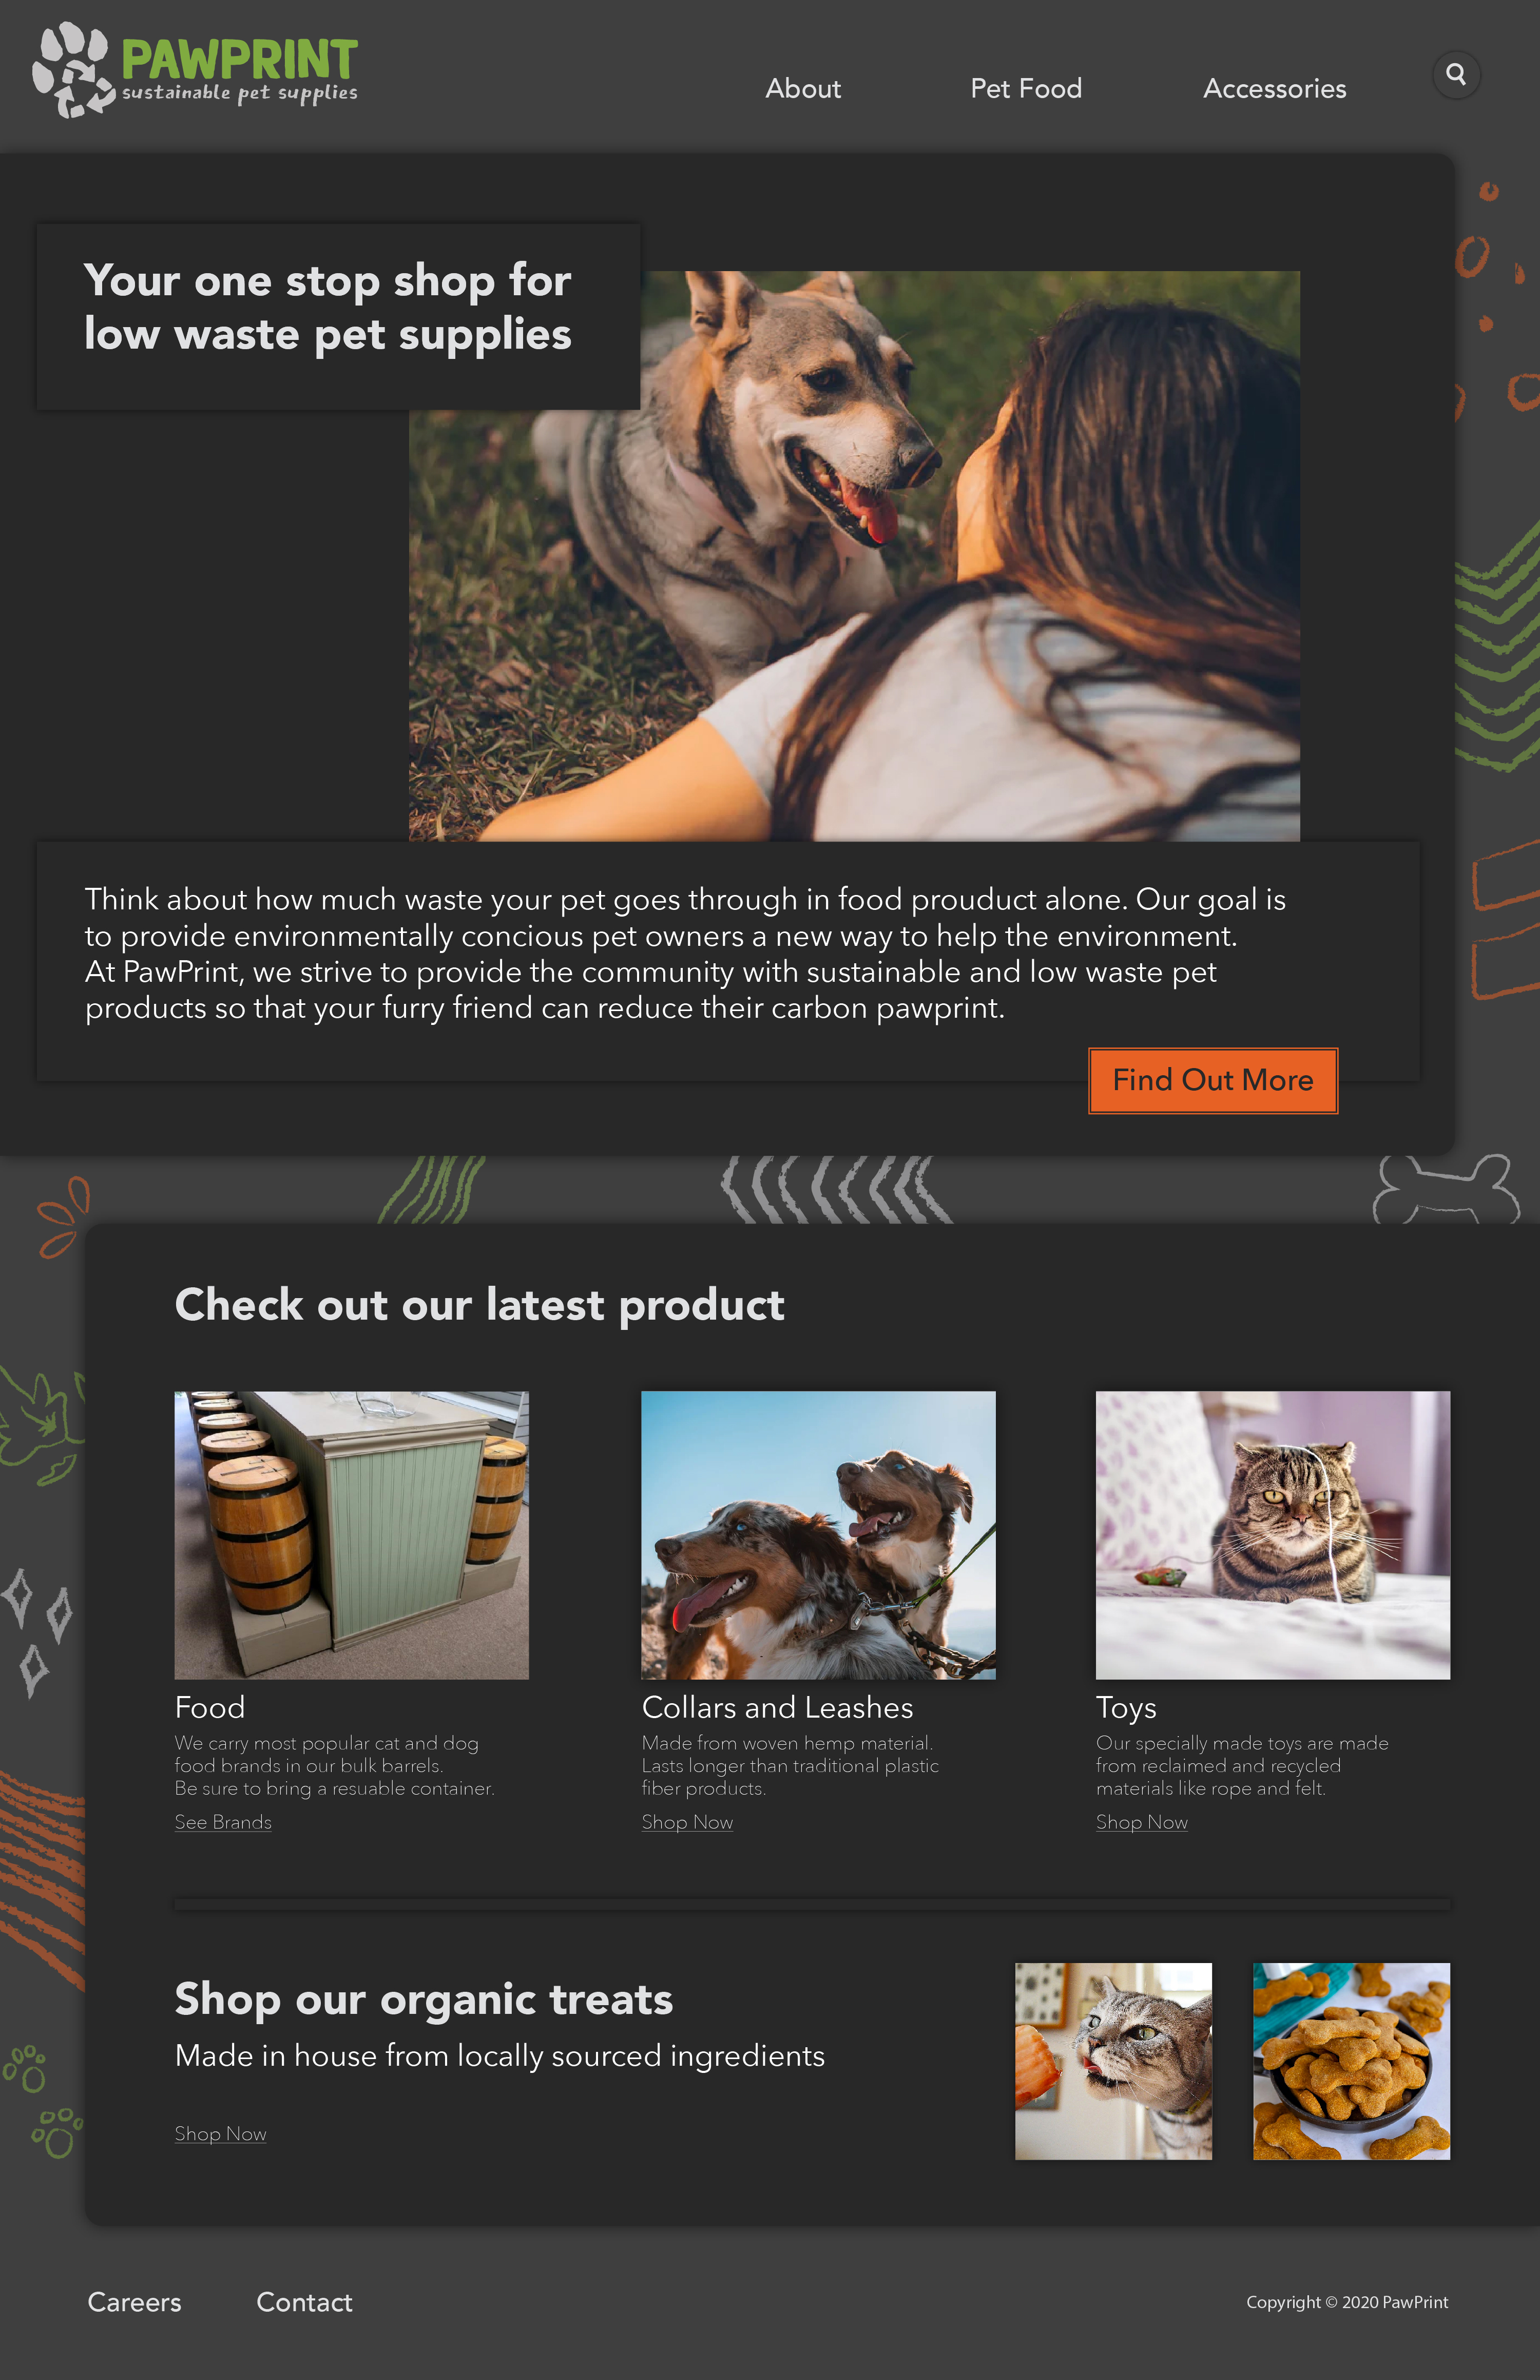 PAWPRINT
sustainable pet supplies
About
Pet Food
Accessories
Your one stop shop for
low waste pet supplies
Think about how much waste your pet goes through in food prouduct alone. Our goal is
to provide environmentally concious pet owners a new way to help the environment.
At PawPrint, we strive to provide the community with sustainable and low waste pet
products so that your furry friend can reduce their carbon pawprint.
Find Out More
Check out our latest product
Food
We carry most popular cat and dog
food brands in our bulk barrels.
Be sure to bring a resuable container.
See Brands
Collars and Leashes
Made from woven hemp material.
Lasts longer than traditional plastic
fiber products.
Shop Now
Toys
Our specially made toys are made
from reclaimed and recycled
materials like rope and felt.
Shop Now
Shop our organic treats
Made in house from locally sourced ingredients
Shop Now
Careers
Contact
Copyright © 2020 PawPrint